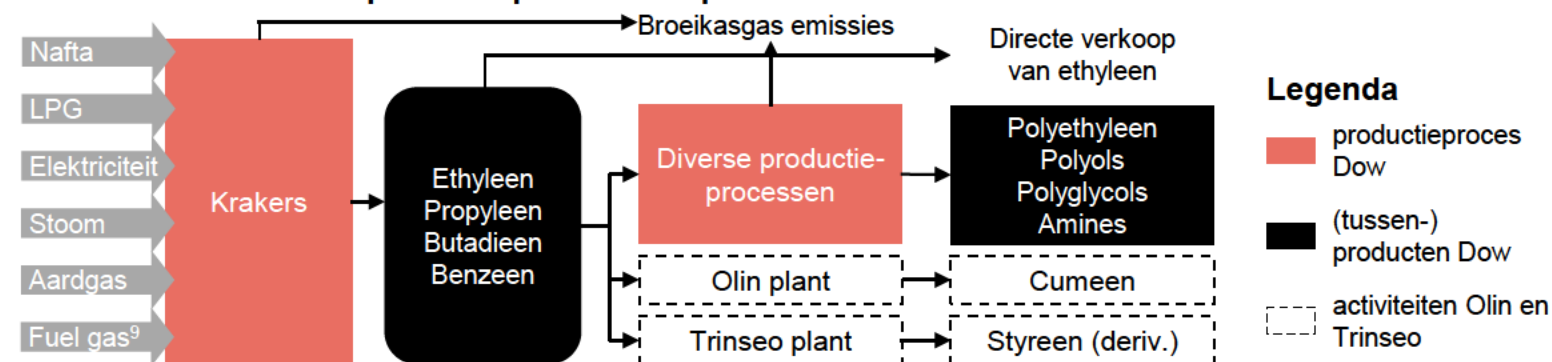 Broeikasgas emissies
Nafta
LPG
Elektriciteit
Stoom
Aardgas
Fuel gas⁹
Krakers
Ethyleen
Propyleen
Butadieen
Benzeen
Directe verkoop
van ethyleen
Diverse productie-
processen
Polyethyleen
Polyols
Polyglycols
Amines
Olin plant
Cumeen
Trinseo plant
Styreen (deriv.)
Legenda
productieproces
Dow
(tussen-)
producten Dow
activiteiten Olin en
Trinseo